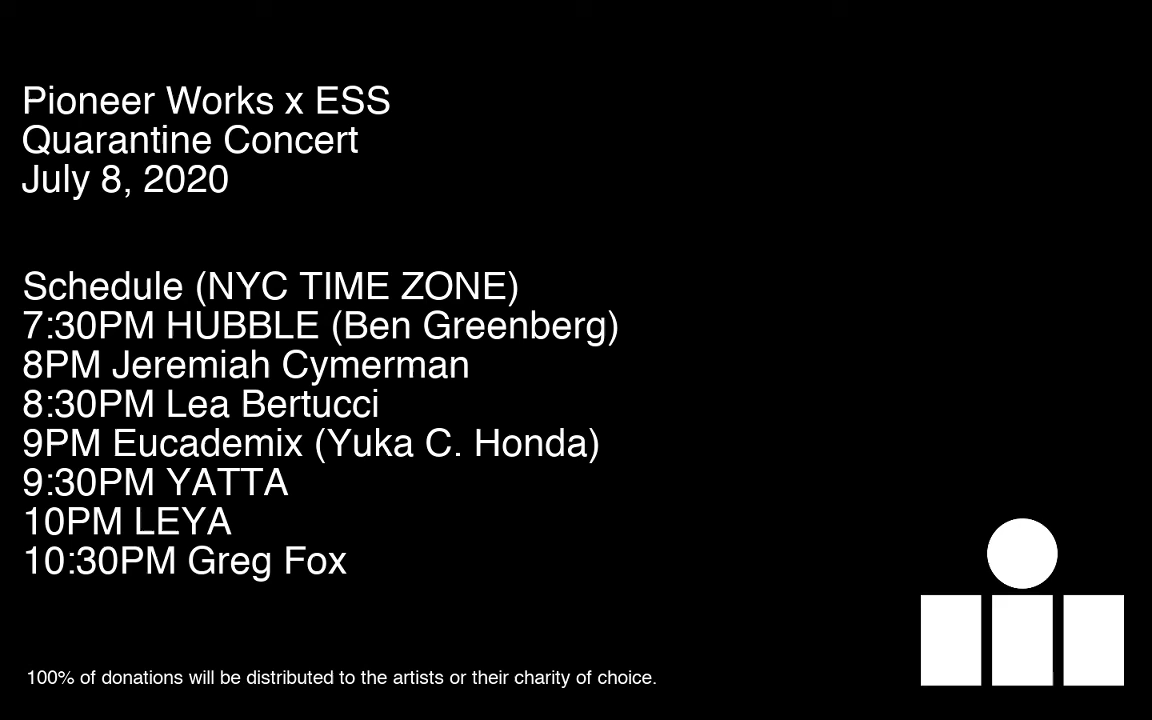 Pioneer Works x ESS
Quarantine Concert
July 8, 2020
Schedule (NYC TIME ZONE)
7:30PM HUBBLE (Ben Greenberg)
8PM Jeremiah Cymerman
8:30PM Lea Bertucci
9PM Eucademix (Yuka C. Honda)
9:30PM YATTA
10PM LEYA
10:30PM Greg Fox
100% of donations will be distributed to the artists or their charity of choice.